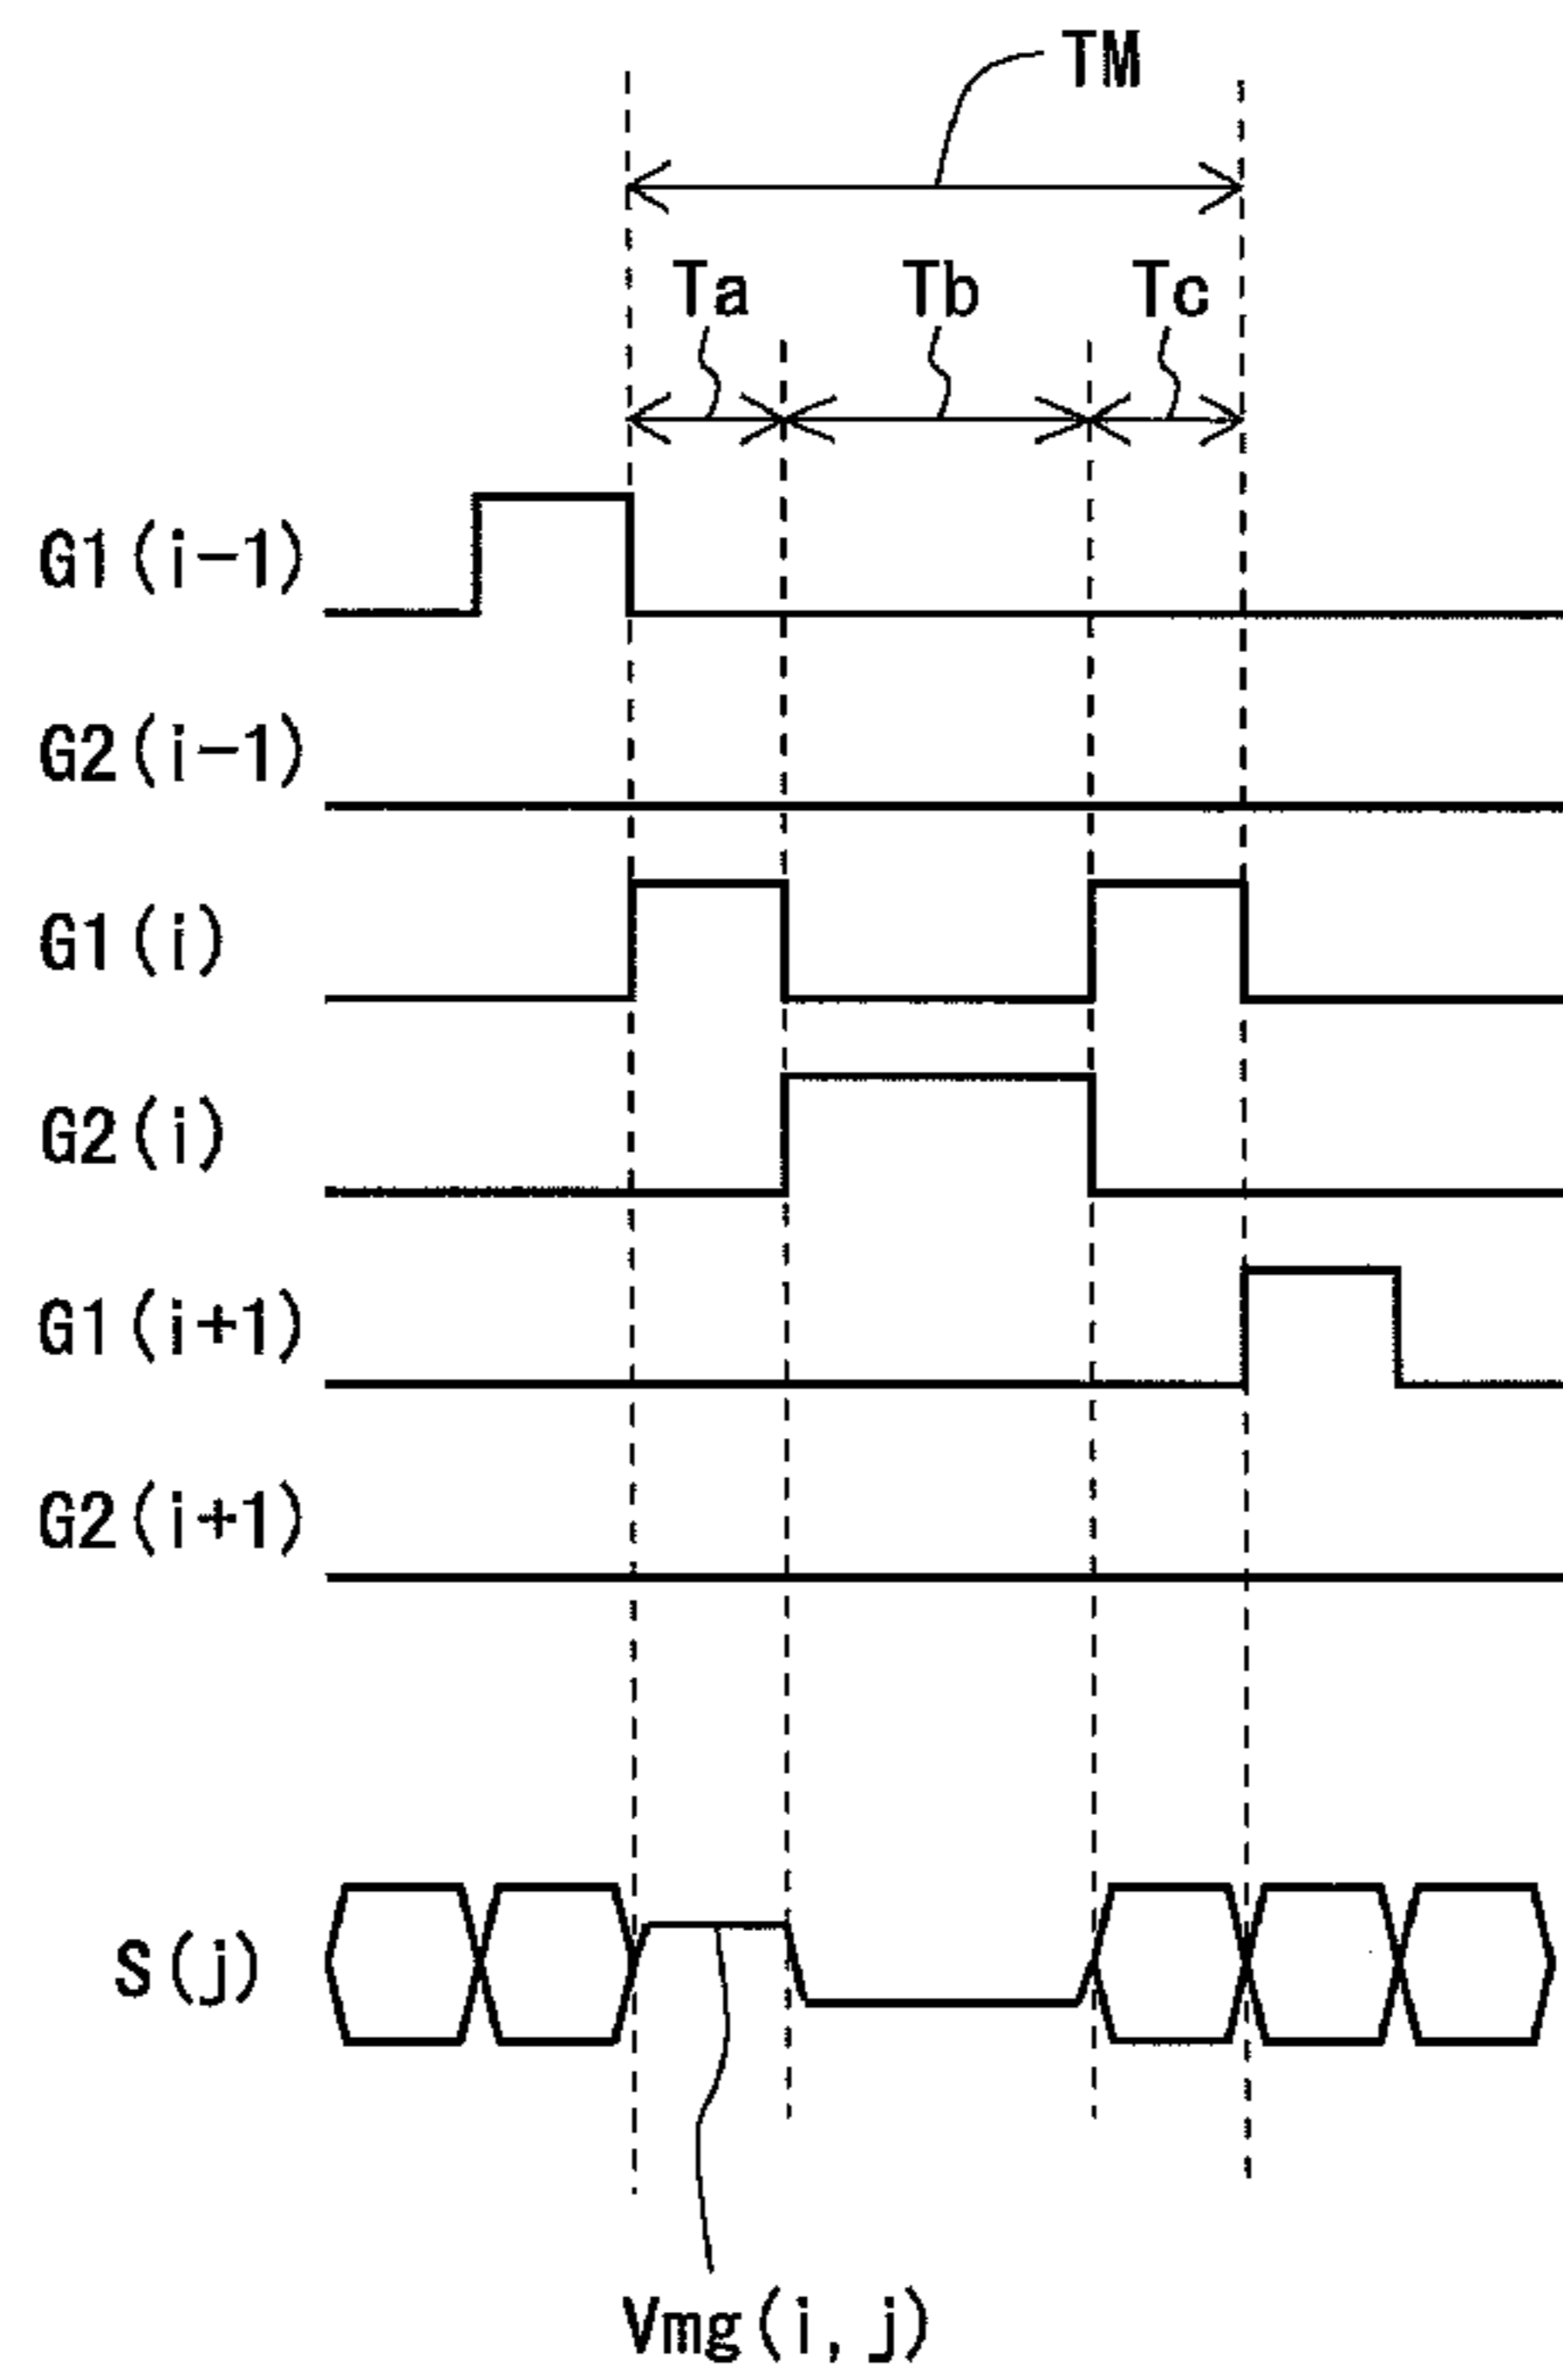 TM
Ta Tb Tc
G1(i-1)
G2(i-1)
G1(i)
G2(i)
G1(i+1)
G2(i+1)
S(j)
Vmg(i,j)